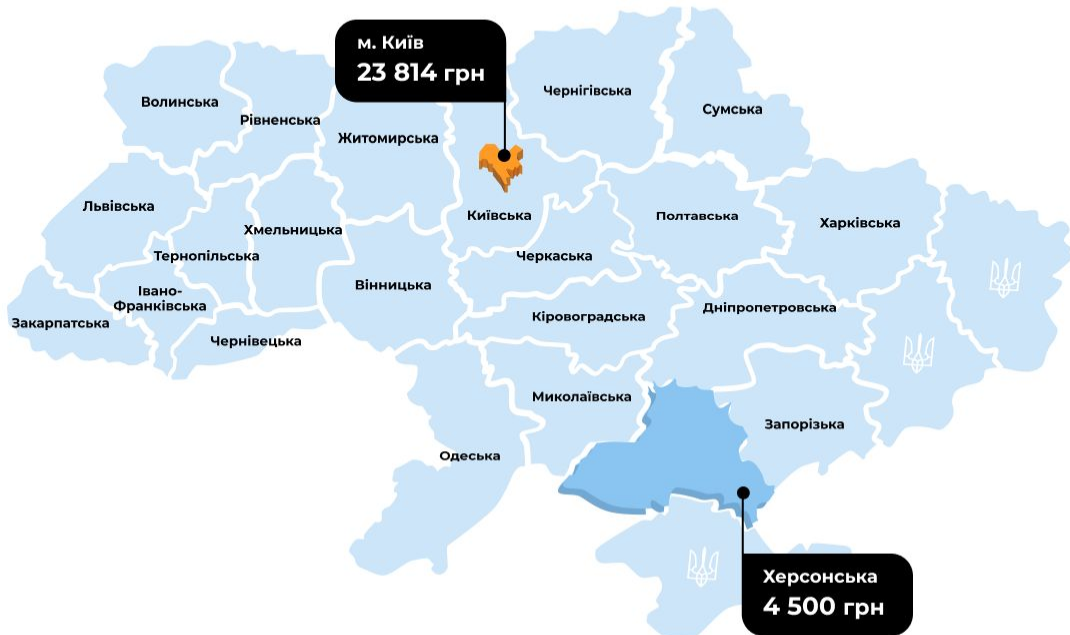 м. Київ
23 814 грн
Чернігівська
Сумська
Волинська
Рівненська
Житомирська
Львівська
Хмельницька
Київська
Полтавська
Харківська
Тернопільська
Черкаська
Вінницька
Івано-
Франківська
Закарпатська
Чернівецька
Кіровоградська
Дніпропетровська
Миколаївська
Запорізька
Одеська
Херсонська
4 500 грн